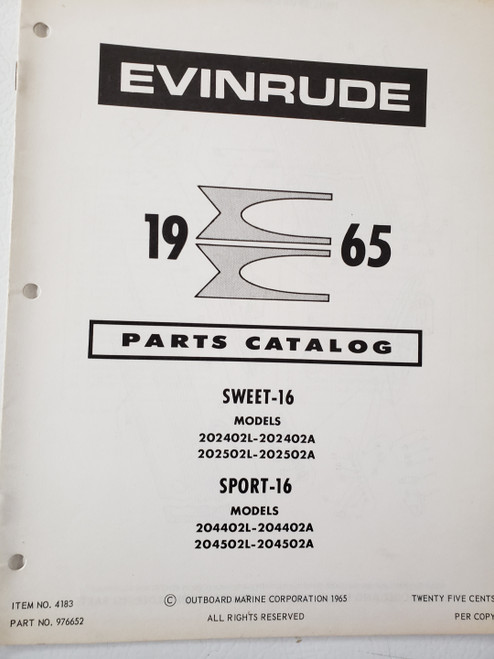 EVINRUDE
19 65
PARTS CATALOG
SWEET-16
MODELS
202402L-202402A
202502L-202502A
SPORT-16
MODELS
204402L-204402A
204502L-204502A
ITEM NO. 4183
PART NO. 976652
© OUTBOARD MARINE CORPORATION 1965
ALL RIGHTS RESERVED
TWENTY FIVE CENTS
PER COPY